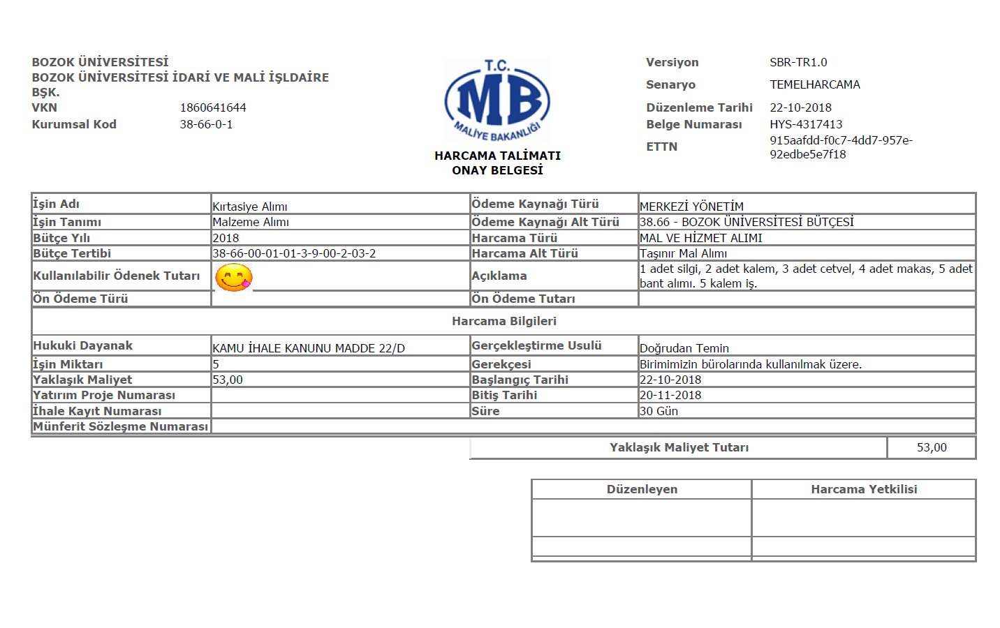 BOZOK ÜNİVERSİTESİ
BOZOK ÜNİVERSİTESİ İDARİ VE MALİ İŞLDAİRE
BŞK.
VKN 1860641644
Kurumsal Kod 38-66-0-1
T.C.
MB
MALİYE BAKANLIĞI
HARCAMA TALİMATI
ONAY BELGESİ
Versiyon SBR-TR1.0
Senaryo TEMELHARCAMA
Düzenleme Tarihi 22-10-2018
Belge Numarası HYS-4317413
ETTN 915aafdd-f0c7-4dd7-957e-
92edbe5e7f18
İşin Adı Kırtasiye Alımı Ödeme Kaynağı Türü MERKEZİ YÖNETİM
İşin Tanımı Malzeme Alımı Ödeme Kaynağı Alt Türü 38.66 - BOZOK ÜNİVERSİTESİ BÜTÇESİ
Bütçe Yılı 2018 Harcama Türü MAL VE HİZMET ALIMI
Bütçe Tertibi 38-66-00-01-01-3-9-00-2-03-2 Harcama Alt Türü Taşınır Mal Alımı
Kullanılabilir Ödenek Tutarı Açıklama 1 adet silgi, 2 adet kalem, 3 adet cetvel, 4 adet makas, 5 adet
bant alımı. 5 kalem iş.
Ön Ödeme Türü Ön Ödeme Tutarı
Harcama Bilgileri
Hukuki Dayanak KAMU İHALE KANUNU MADDE 22/D Gerçekleştirme Usulü Doğrudan Temin
İşin Miktarı 5 Gerekçesi Birimimizin bürolarında kullanılmak üzere.
Yaklaşık Maliyet 53,00 Başlangıç Tarihi 22-10-2018
Yatırım Proje Numarası Bitiş Tarihi 20-11-2018
İhale Kayıt Numarası Süre 30 Gün
Münferit Sözleşme Numarası
Yaklaşık Maliyet Tutarı 53,00
Düzenleyen Harcama Yetkilisi